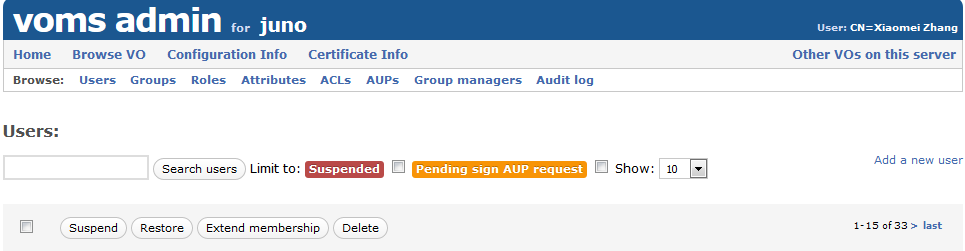 voms admin for juno User: CN=Xiaomei Zhang
Home Browse VO Configuration Info Certificate Info Other VOs on this server
Browse: Users Groups Roles Attributes ACLs AUPs Group managers Audit log
Users:
Search users Limit to: Suspended Pending sign AUP request Show: 10 Add a new user
Suspend Restore Extend membership Delete 1-15 of 33 > last